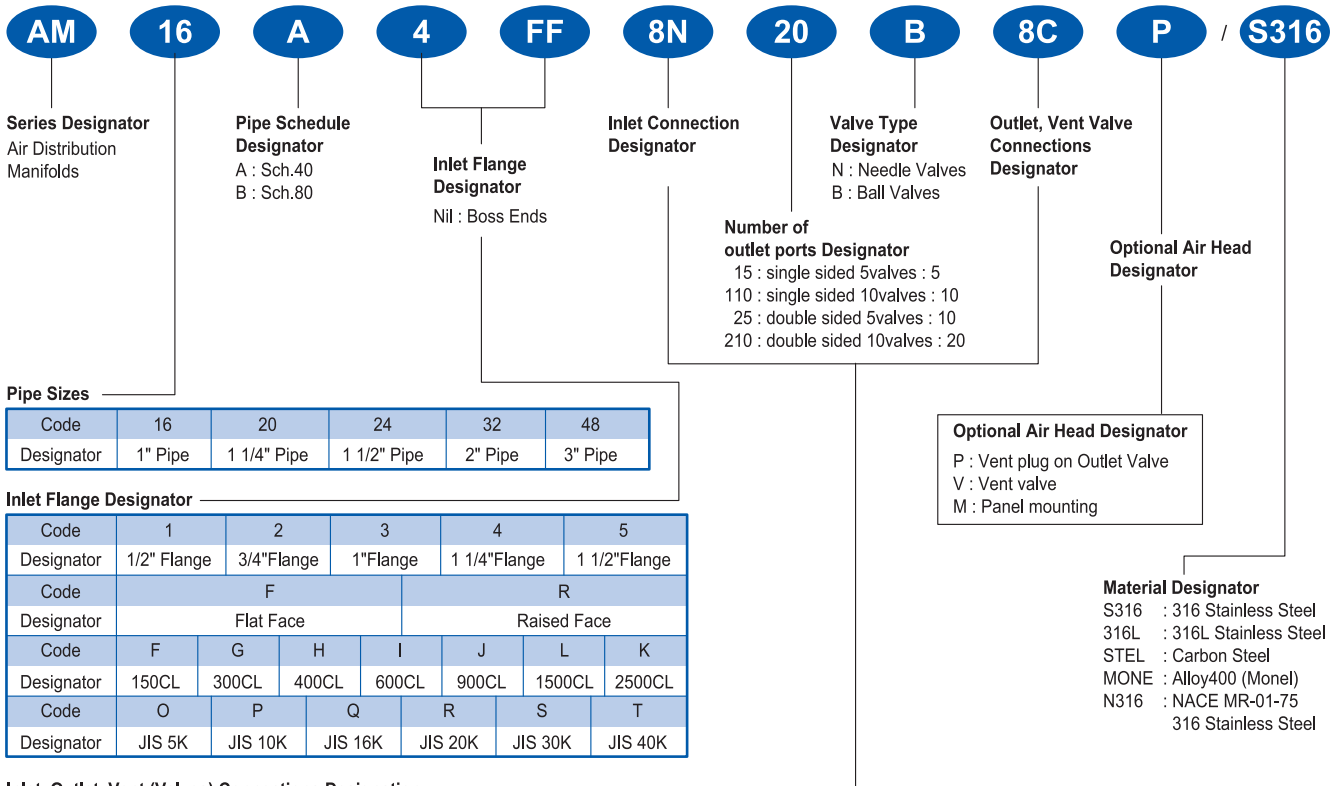 AM 16 A 4 FF 8N 20 B 8C P / S316
Series Designator
Air Distribution
Manifolds
Pipe Schedule
Designator
A : Sch.40
B : Sch.80
Inlet Flange
Designator
Nil : Boss Ends
Inlet Connection
Designator
Number of
outlet ports Designator
15 : single sided 5valves : 5
110 : single sided 10valves : 10
25 : double sided 5valves : 10
210 : double sided 10valves : 20
Valve Type
Designator
N : Needle Valves
B : Ball Valves
Outlet, Vent Valve
Connections
Designator
Optional Air Head
Designator
Pipe Sizes
Code 16 20 24 32 48
Designator 1" Pipe 1 1/4" Pipe 1 1/2" Pipe 2" Pipe 3" Pipe
Inlet Flange Designator
Code 1 2 3 4 5
Designator 1/2" Flange 3/4"Flange 1"Flange 1 1/4"Flange 1 1/2"Flange
Code F R
Designator Flat Face Raised Face
Code F G H I J L K
Designator 150CL 300CL 400CL 600CL 900CL 1500CL 2500CL
Code O P Q R S T
Designator JIS 5K JIS 10K JIS 16K JIS 20K JIS 30K JIS 40K
Optional Air Head Designator
P : Vent plug on Outlet Valve
V : Vent valve
M : Panel mounting
Material Designator
S316 : 316 Stainless Steel
316L : 316L Stainless Steel
STEL : Carbon Steel
MONE : Alloy400 (Monel)
N316 : NACE MR-01-75
316 Stainless Steel